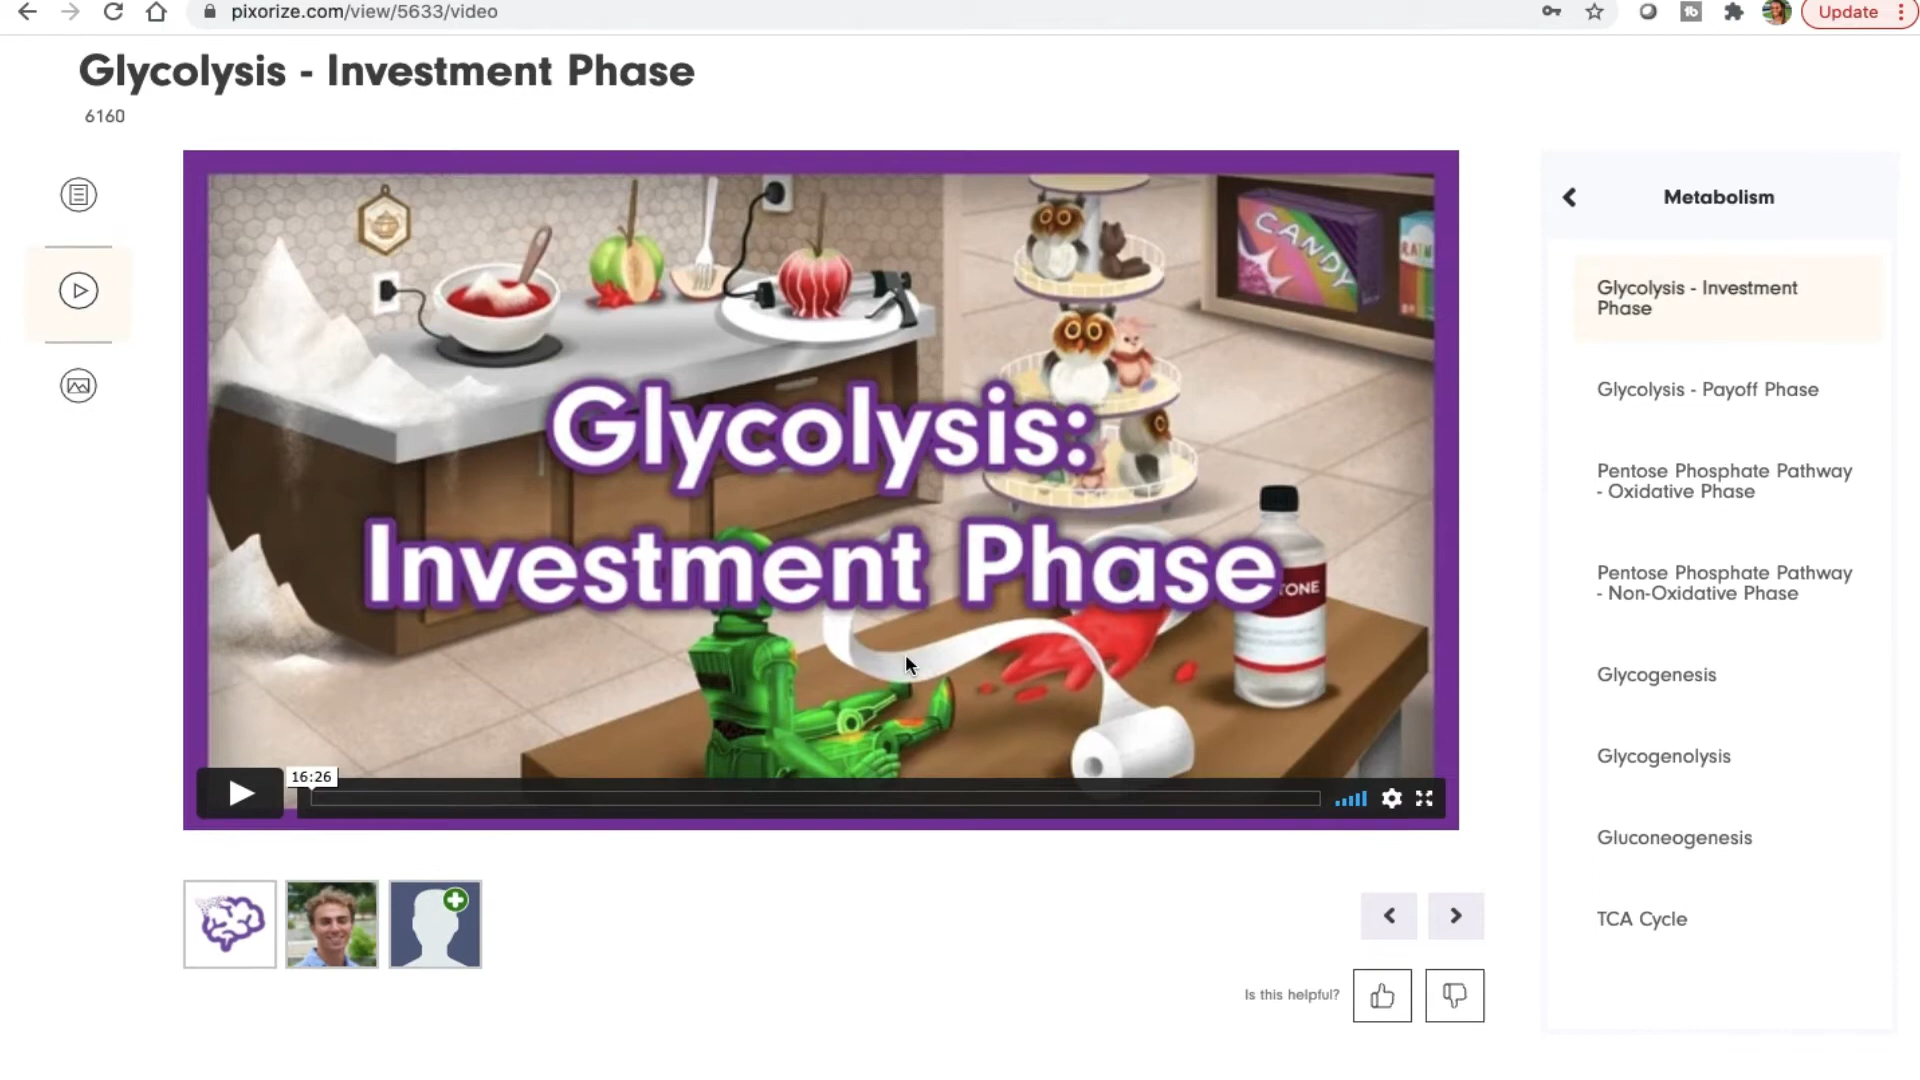 pixorize.com/view/5633/video
Update
Glycolysis - Investment Phase
6160
Metabolism
Glycolysis - Investment
Phase
Glycolysis - Payoff Phase
Pentose Phosphate Pathway
- Oxidative Phase
Pentose Phosphate Pathway
- Non-Oxidative Phase
Glycogenesis
Glycogenolysis
Gluconeogenesis
TCA Cycle
CANDY
Glycolysis:
Investment Phase
TONE
16:26
Is this helpful?